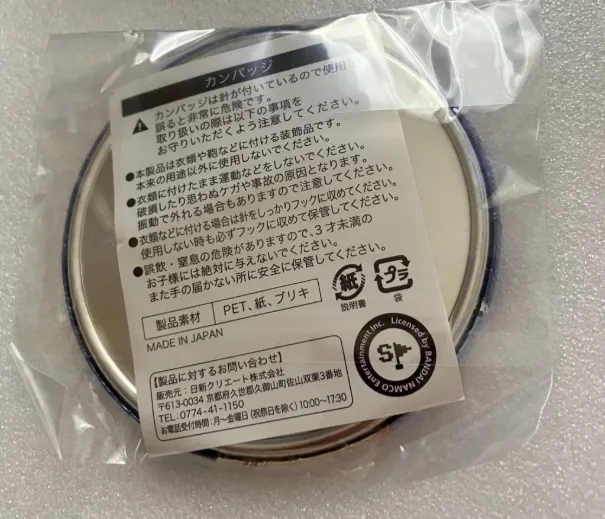 カンバッジ
カンバッジは針が付いているので使用
誤ると非常に危険です。
取り扱いの際は以下の事項を
お守りいただくよう注意してください。
●本製品は衣類や鞄などに付ける装飾品です。
本来の用途以外に使用しないでください。
●衣類に付けたまま運動などをしないでください。
破損したり思わぬケガや事故の原因となります。
振動で外れる場合もありますので注意してください。
●衣類などに付ける場合は針をしっかりフックに収めてください。
使用しない時も必ずフックに収めて保管してください。
●誤飲・窒息の危険がありますので、3才未満の
お子様には絶対に与えないでください。
また手の届かない所に安全に保管してください。
製品素材 PET、紙、ブリキ
MADE IN JAPAN
紙
説明書
プラ
袋
【製品に対するお問い合わせ】
販売元:日新クリエート株式会社
〒613-0034 京都府久世郡久御山町佐山双栗3番地
TEL:0774-41-1150
お電話受付時間:月~金曜日(祝祭日を除く)10:00~17:30
Licensed by BANDAI NAMCO Entertainment Inc.